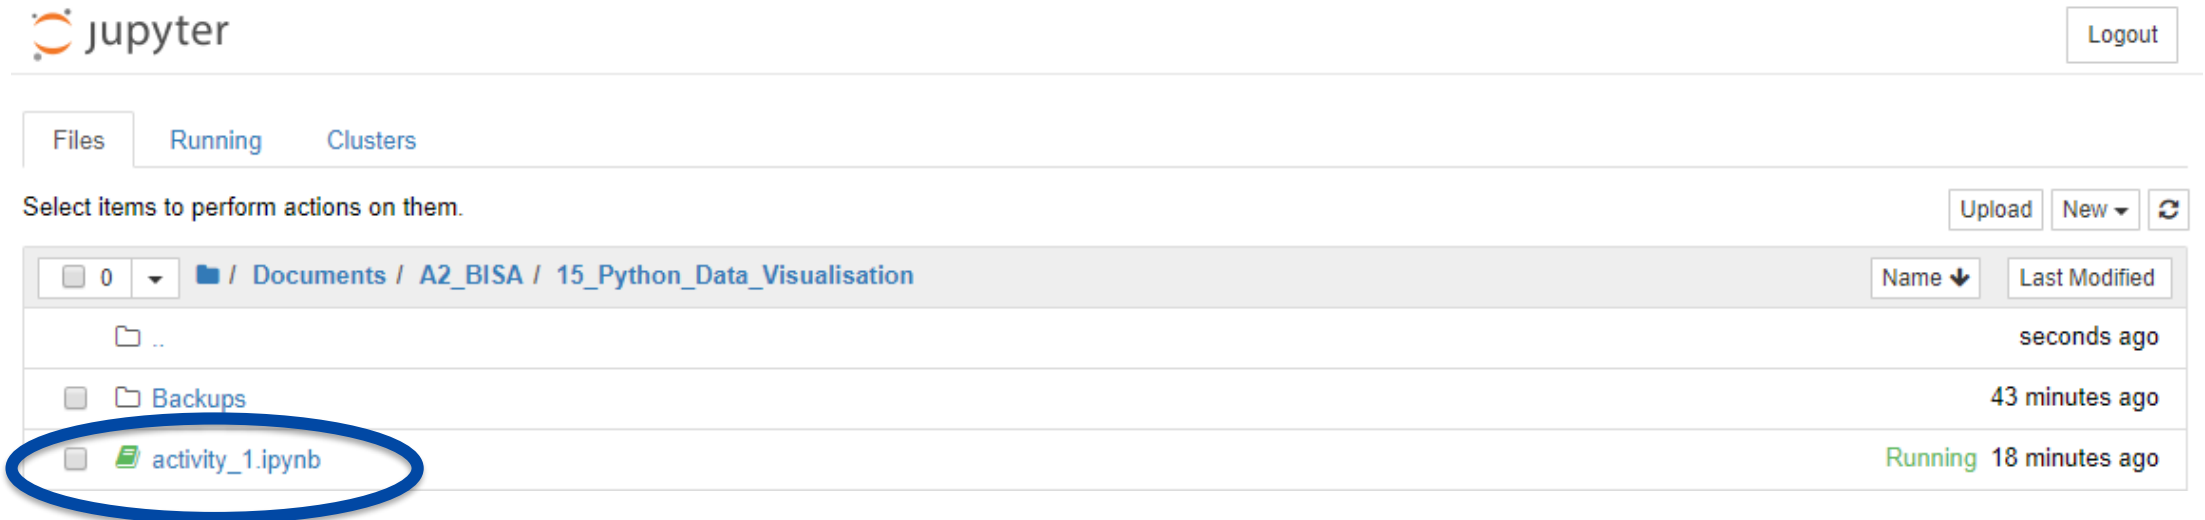 jupyter Logout
Files Running Clusters
Select items to perform actions on them. Upload New
0 / Documents / A2_BISA / 15_Python_Data_Visualisation Name Last Modified
.. seconds ago
Backups 43 minutes ago
activity_1.ipynb Running 18 minutes ago